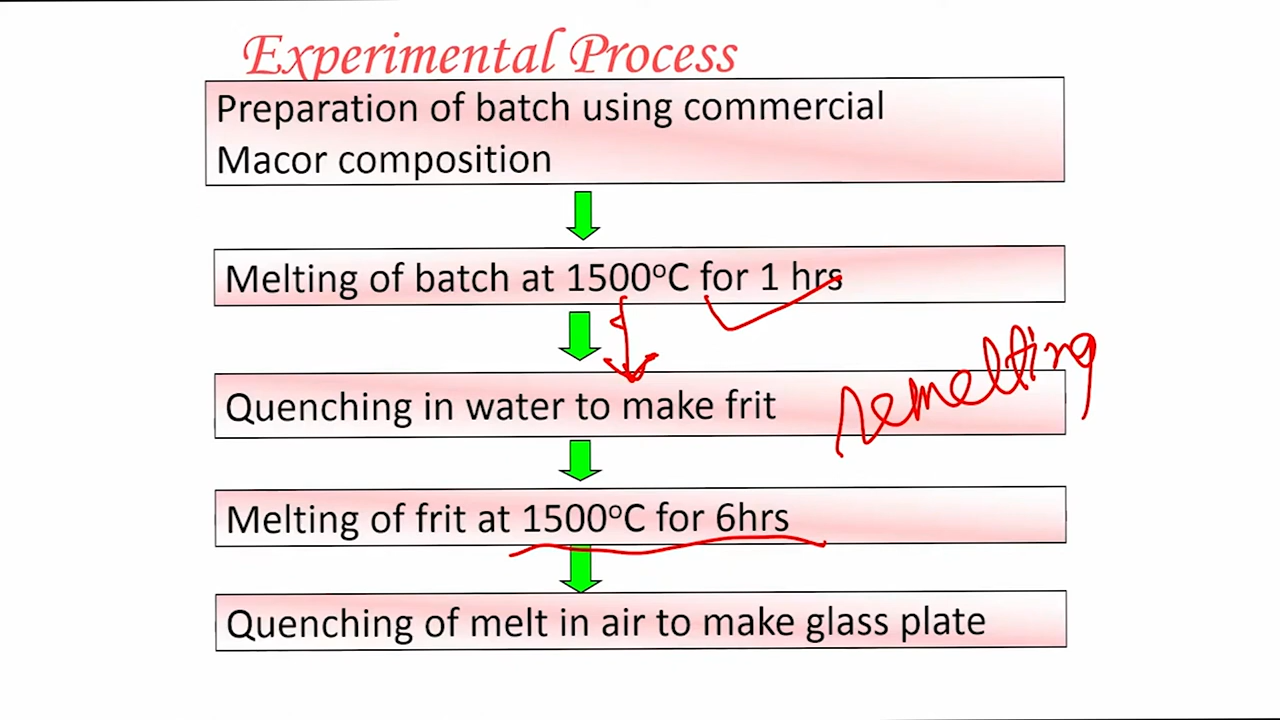 Experimental Process
Preparation of batch using commercial
Macor composition
Melting of batch at 1500°C for 1 hrs
Quenching in water to make frit
remelting
Melting of frit at 1500°C for 6hrs
Quenching of melt in air to make glass plate